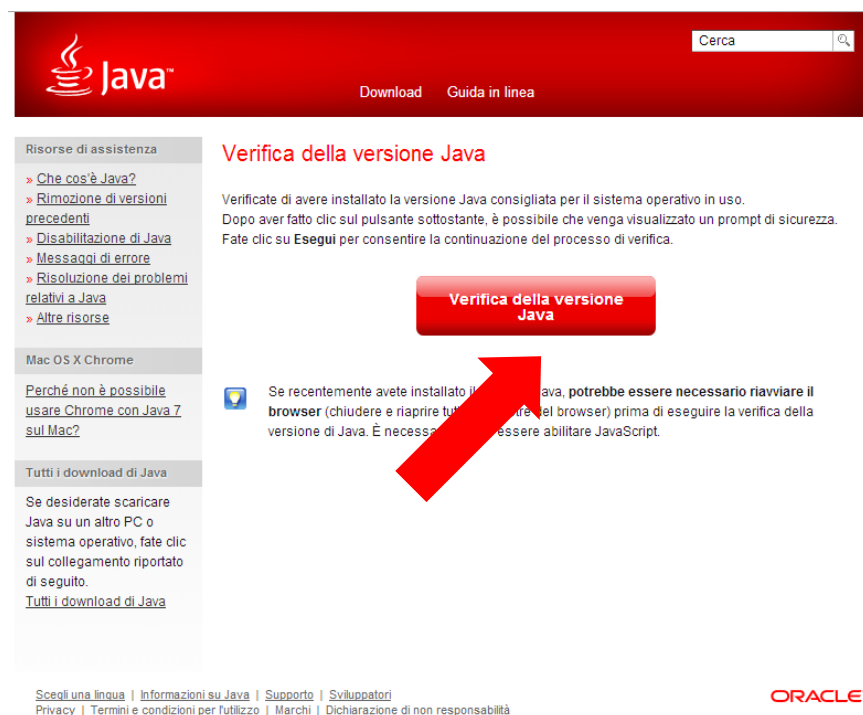 Java™
Cerca
Download Guida in linea
Risorse di assistenza
» Che cos'è Java?
» Rimozione di versioni
precedenti
» Disabilitazione di Java
» Messaggi di errore
» Risoluzione dei problemi
relativi a Java
» Altre risorse
Mac OS X Chrome
Perché non è possibile
usare Chrome con Java 7
sul Mac?
Tutti i download di Java
Se desiderate scaricare
Java su un altro PC o
sistema operativo, fate clic
sul collegamento riportato
di seguito.
Tutti i download di Java
Verifica della versione Java
Verificate di avere installato la versione Java consigliata per il sistema operativo in uso.
Dopo aver fatto clic sul pulsante sottostante, è possibile che venga visualizzato un prompt di sicurezza.
Fate clic su Esegui per consentire la continuazione del processo di verifica.
Verifica della versione
Java
Se recentemente avete installato ava, potrebbe essere necessario riavviare il
browser (chiudere e riaprire del browser) prima di eseguire la verifica della
versione di Java. È essere abilitare JavaScript.
Scegli una lingua | Informazioni su Java | Supporto | Sviluppatori
Privacy | Termini e condizioni per l'utilizzo | Marchi | Dichiarazione di non responsabilità
ORACLE